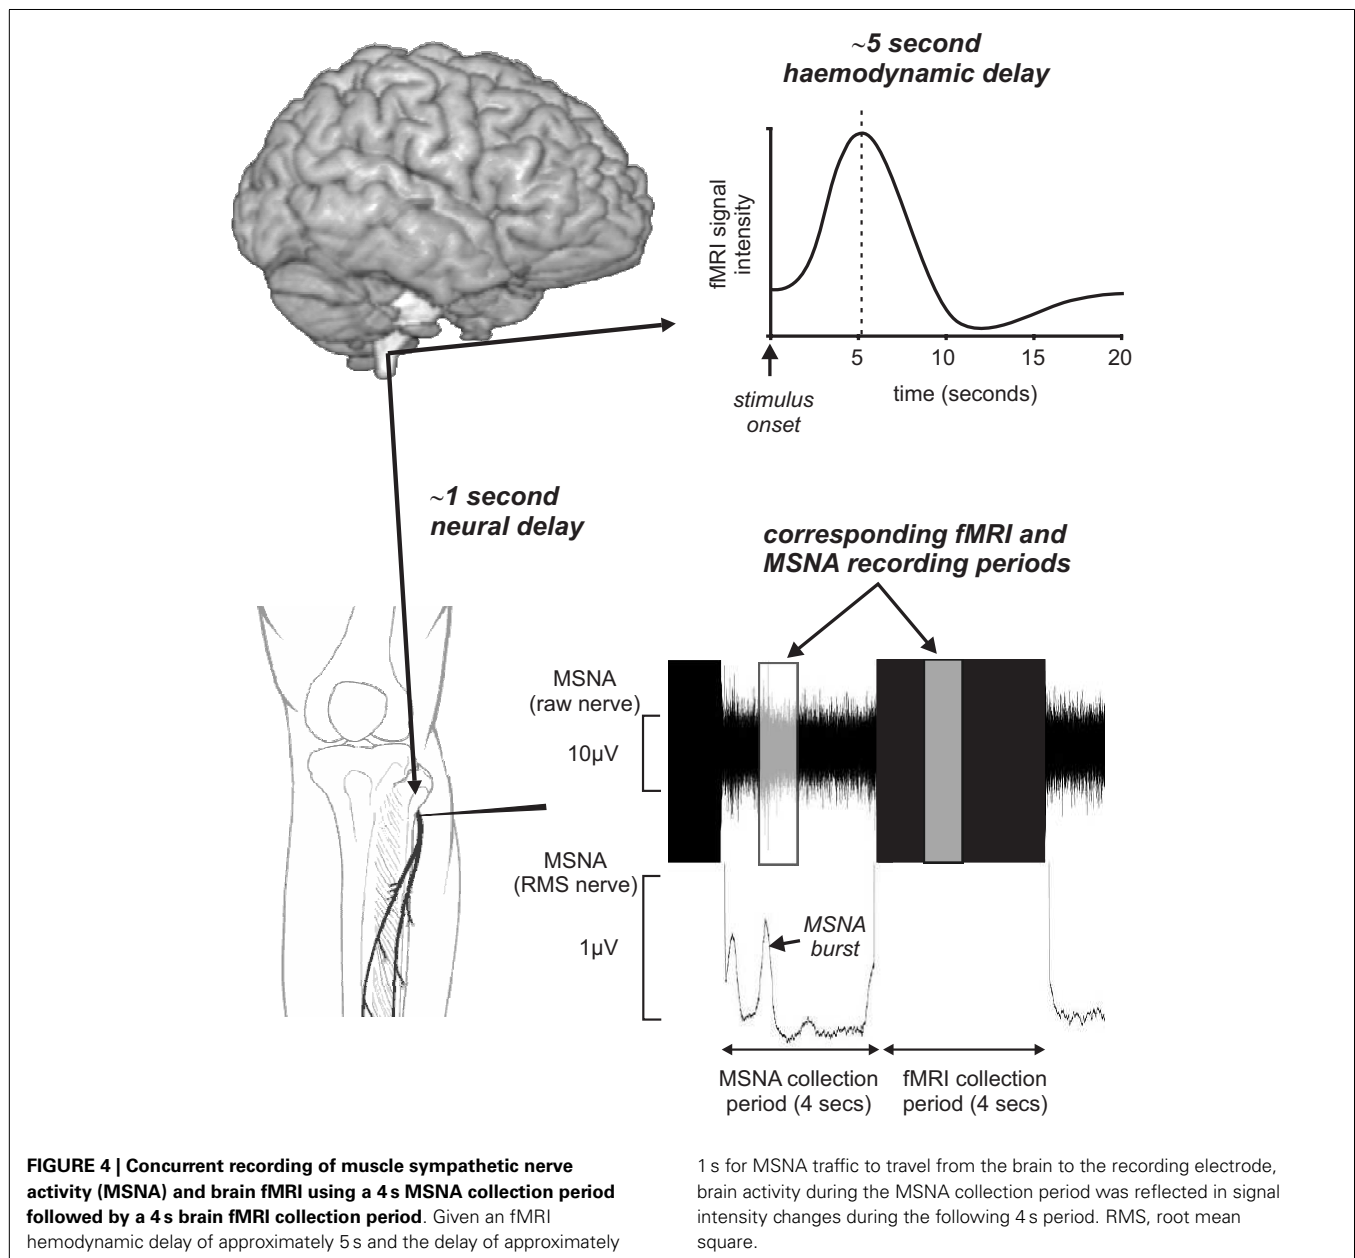 ~5 second
haemodynamic delay
fMRI signal
intensity
5
10
15
20
time (seconds)
stimulus
onset
~1 second
neural delay
corresponding fMRI and
MSNA recording periods
MSNA
(raw nerve)
10µV
MSNA
(RMS nerve)
1µV
MSNA
burst
MSNA collection
period (4 secs)
fMRI collection
period (4 secs)
FIGURE 4 | Concurrent recording of muscle sympathetic nerve
activity (MSNA) and brain fMRI using a 4 s MSNA collection period
followed by a 4 s brain fMRI collection period. Given an fMRI
hemodynamic delay of approximately 5 s and the delay of approximately
1 s for MSNA traffic to travel from the brain to the recording electrode,
brain activity during the MSNA collection period was reflected in signal
intensity changes during the following 4 s period. RMS, root mean
square.